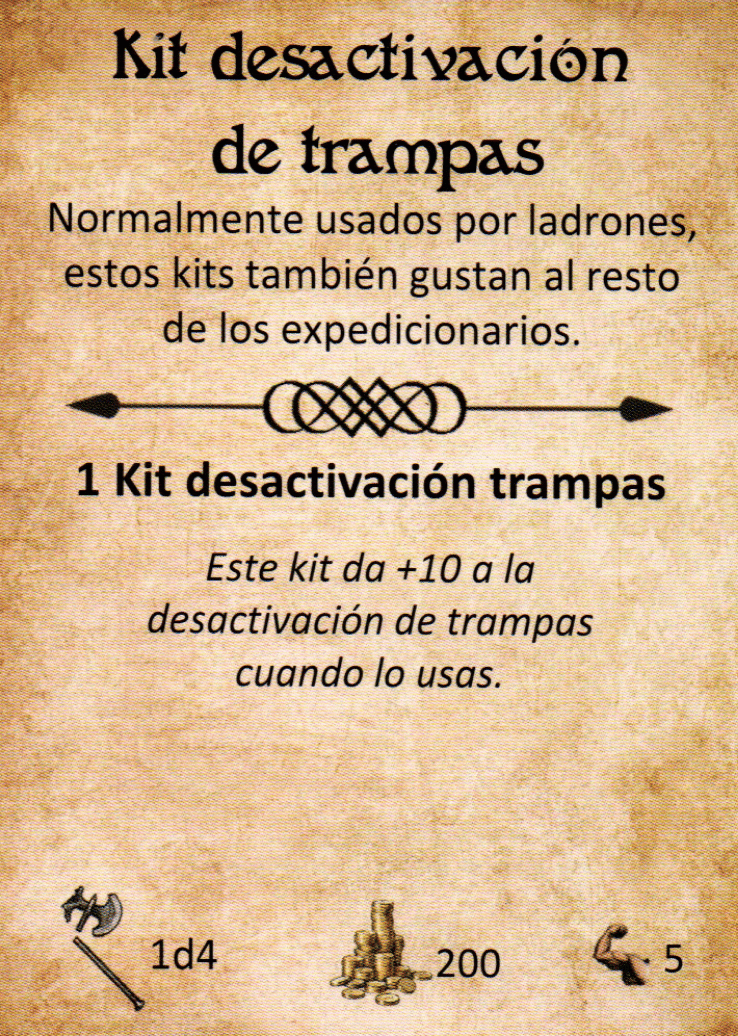 Kit desactivación
de trampas
Normalmente usados por ladrones,
estos kits también gustan al resto
de los expedicionarios.
1 Kit desactivación trampas
Este kit da +10 a la
desactivación de trampas
cuando lo usas.
1d4
200
5